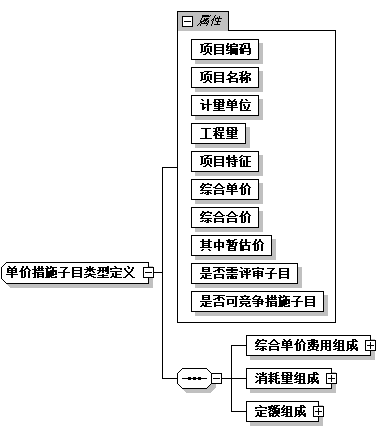 属性
项目编码
项目名称
计量单位
工程量
项目特征
综合单价
综合合价
其中暂估价
是否需评审子目
是否可竞争措施子目
单价措施子目类型定义
综合单价费用组成
消耗量组成
定额组成